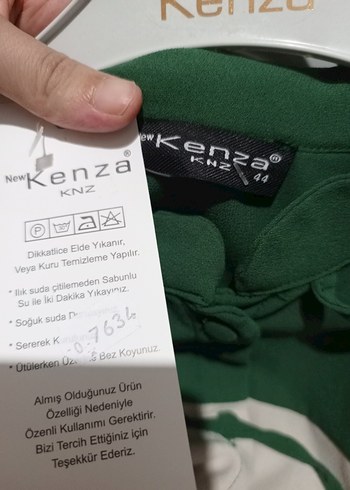 Kenza
New Kenza®
KNZ
44
New Kenza®
KNZ
P
Dikkatlice Elde Yıkanır,
Veya Kuru Temizleme Yapılır.
* Ilık suda çitilemeden Sabunlu
Su ile İki Dakika Yıkayınız.
* Soğuk suda
* Sererek
7634
* Ütülerken Bez Koyunuz.
Almış Olduğunuz Ürün
Özelliği Nedeniyle
Özenli Kullanımı Gerektirir.
Bizi Tercih Ettiğiniz için
Teşekkür Ederiz.